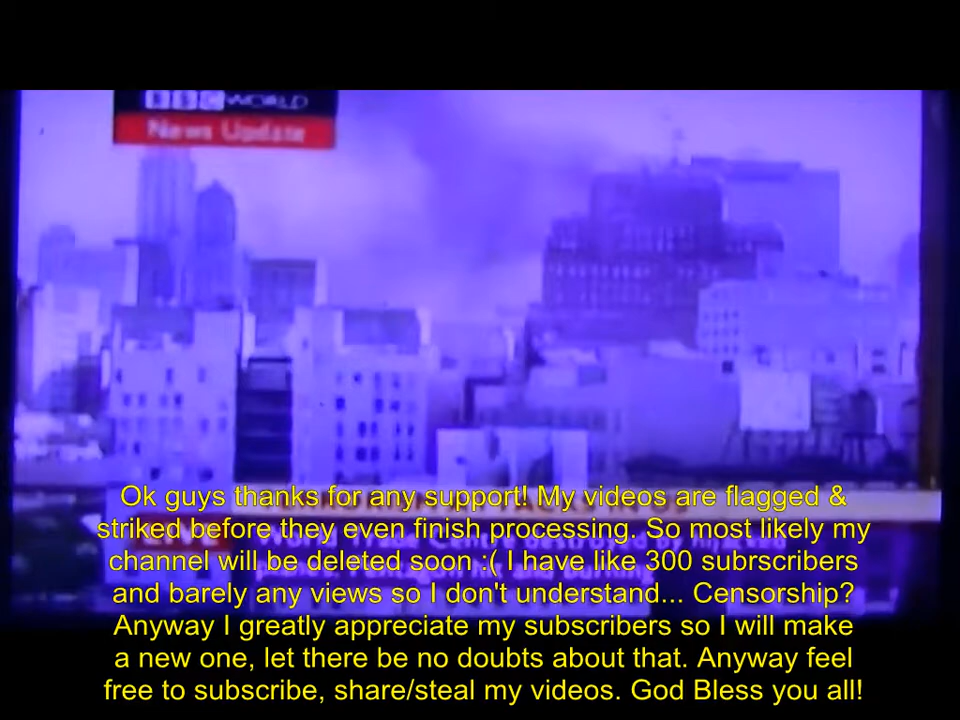 BBC WORLD
News Update
Ok guys thanks for any support! My videos are flagged &
striked before they even finish processing. So most likely my
channel will be deleted soon :( I have like 300 subrscribers
and barely any views so I don't understand... Censorship?
Anyway I greatly appreciate my subscribers so I will make
a new one, let there be no doubts about that. Anyway feel
free to subscribe, share/steal my videos. God Bless you all!